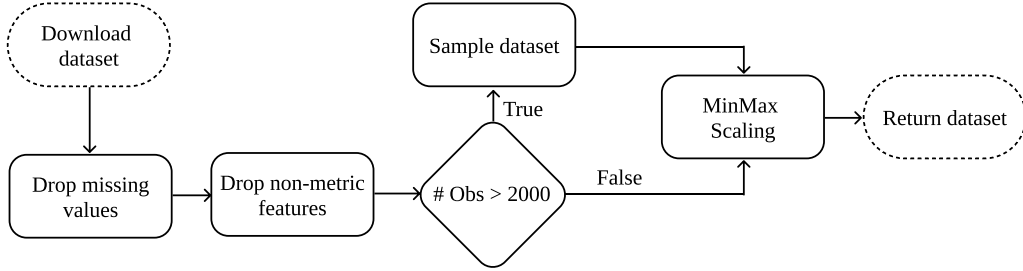 Download
dataset
Drop missing
values
Drop non-metric
features
# Obs > 2000
True
Sample dataset
False
MinMax
Scaling
Return dataset